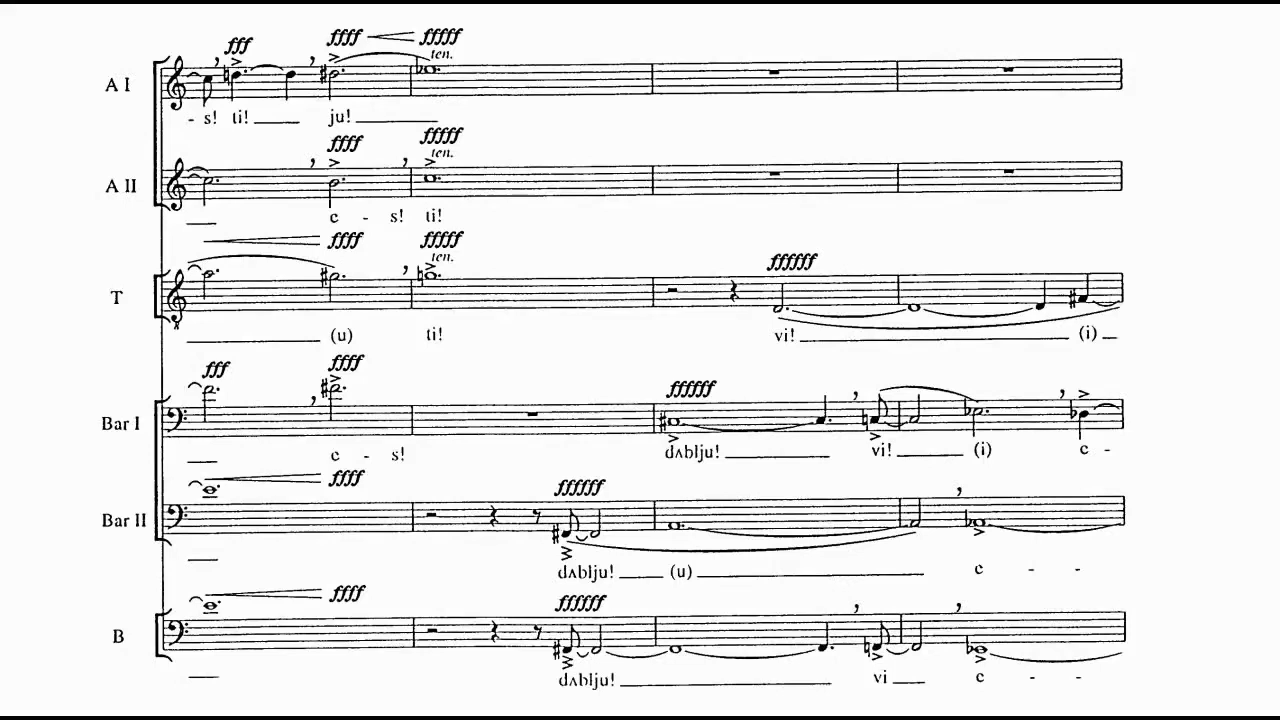 fff ffff fffff
ten.
A I
- s! ti! ju!
ffff fffff
ten.
A II
e - s! ti!
ffff fffff
ten.
ffffff
T
(u) ti! vi! (i)
fff ffff
ffffff
Bar I
e - s! dʌblju! vi! (i) e -
ffff
ffffff
Bar II
dʌblju! (u) e - -
ffff
ffffff
B
dʌblju! vi e - -